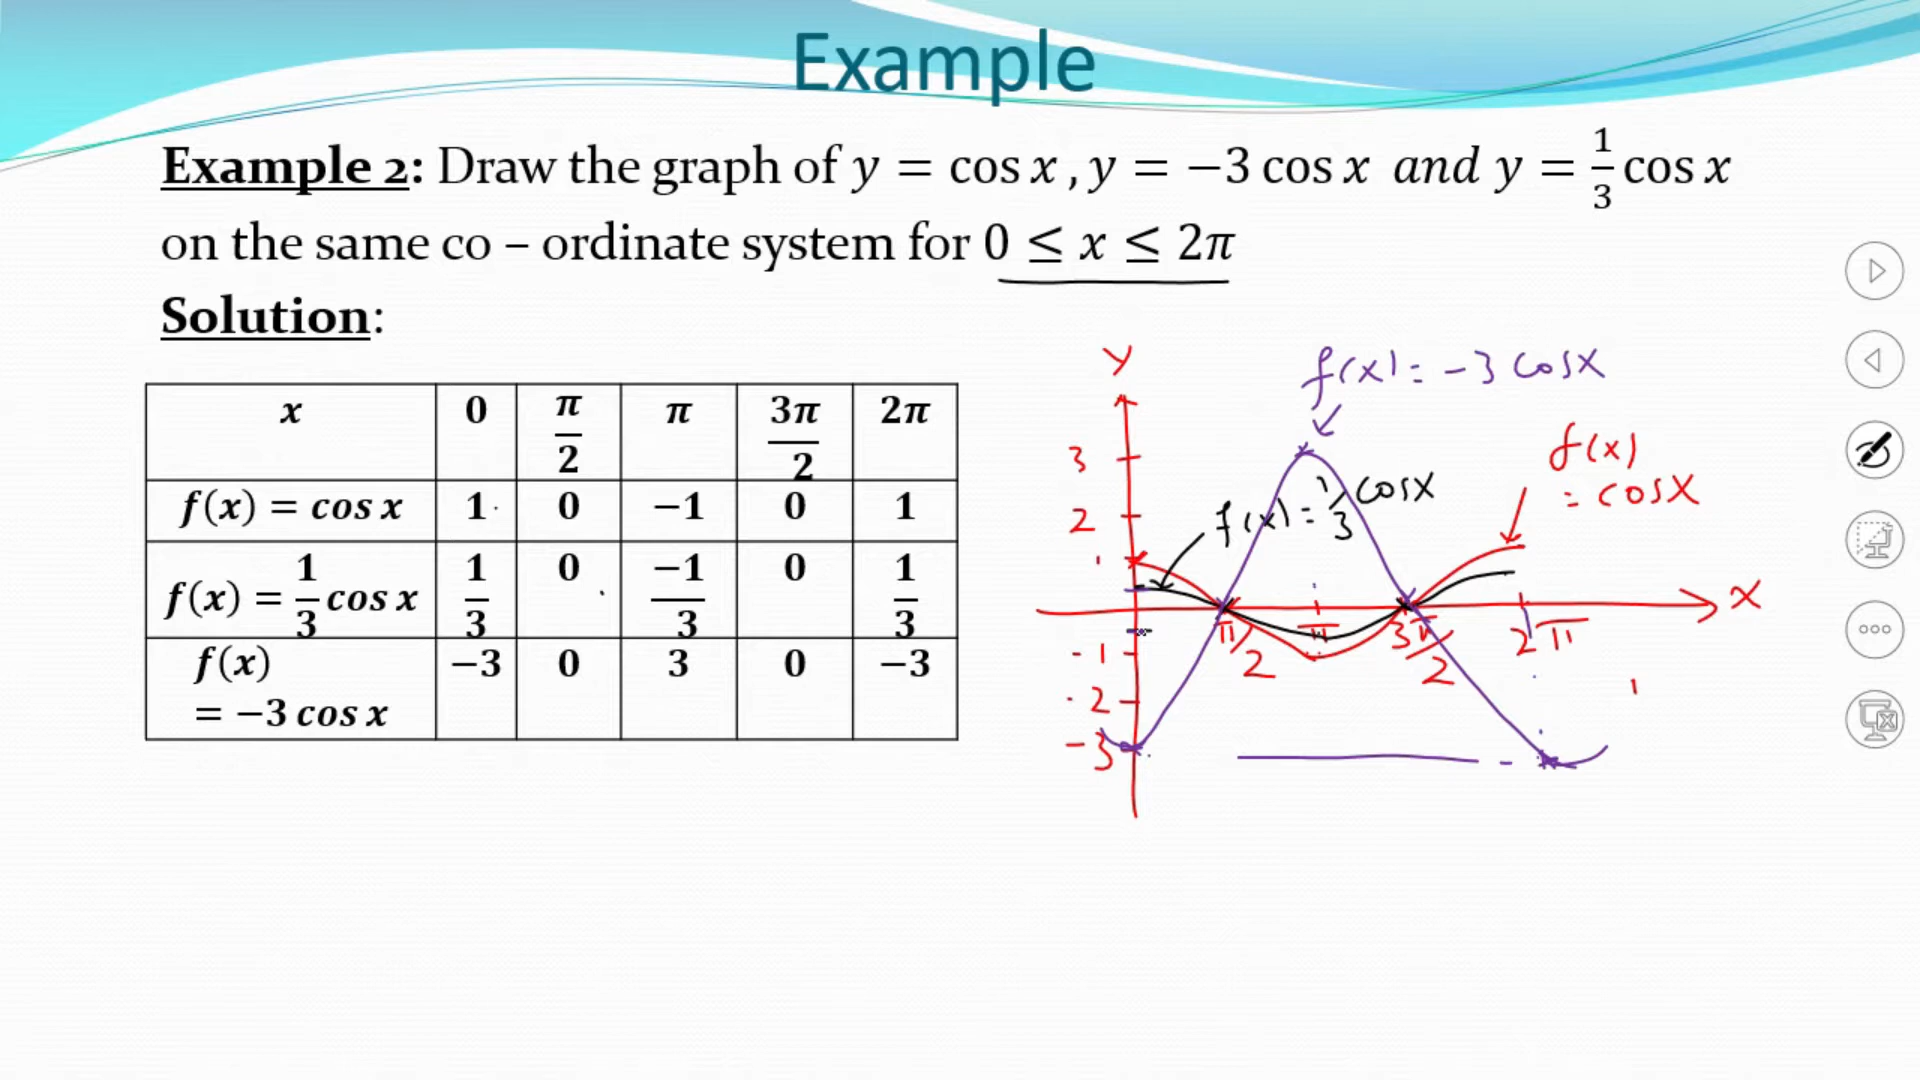 Example
Example 2: Draw the graph of y = cos x , y = −3 cos x and y = 1/3 cos x
on the same co – ordinate system for 0 ≤ x ≤ 2π
Solution:
x 0 π/2 π 3π/2 2π
f(x) = cos x 1 0 −1 0 1
f(x) = 1/3 cos x 1/3 0 −1/3 0 1/3
f(x) = −3 cos x −3 0 3 0 −3
y
f(x) = -3 cosx
f(x)
= cosx
3
f(x) = 1/3 cosx
2
1
x
π/2 π 3π/2 2π
-1
-2
-3